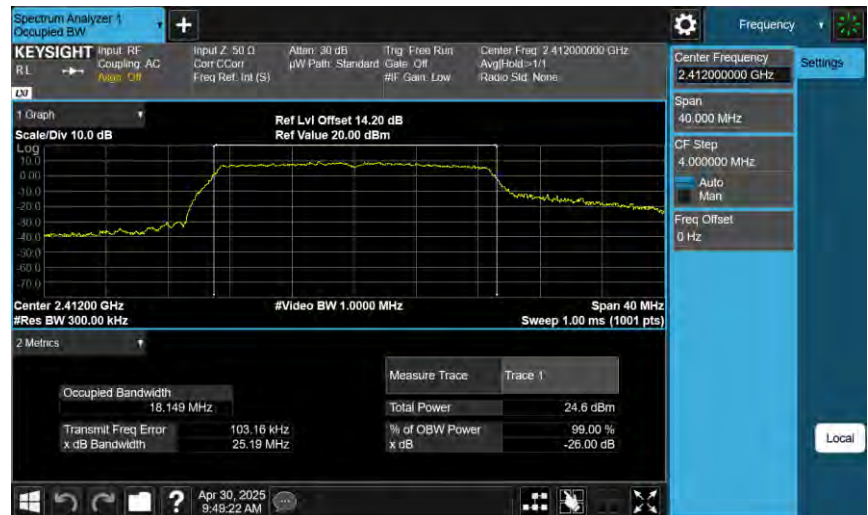 Spectrum Analyzer 1
Occupied BW
+
Frequency
KEYSIGHT
RL
LXI
Input: RF
Coupling: AC
Align: Off
Input Z: 50 Ω
Corr CCorr
Freq Ref: Int (S)
Atten: 30 dB
µW Path: Standard
Trig: Free Run
Gate: Off
#IF Gain: Low
Center Freq: 2.412000000 GHz
Avg|Hold:>1/1
Radio Std: None
Center Frequency
2.412000000 GHz
Settings
Span
40.000 MHz
CF Step
4.000000 MHz
Auto
Man
Freq Offset
0 Hz
1 Graph
Scale/Div 10.0 dB
Ref Lvl Offset 14.20 dB
Ref Value 20.00 dBm
Log
10.0
0.00
-10.0
-20.0
-30.0
-40.0
-50.0
-60.0
-70.0
Center 2.41200 GHz
#Res BW 300.00 kHz
#Video BW 1.0000 MHz
Span 40 MHz
Sweep 1.00 ms (1001 pts)
2 Metrics
Measure Trace Trace 1
Occupied Bandwidth
18.149 MHz
Total Power 24.6 dBm
Transmit Freq Error 103.16 kHz
% of OBW Power 99.00 %
x dB Bandwidth 25.19 MHz
x dB -26.00 dB
Local
?
Apr 30, 2025
9:49:22 AM